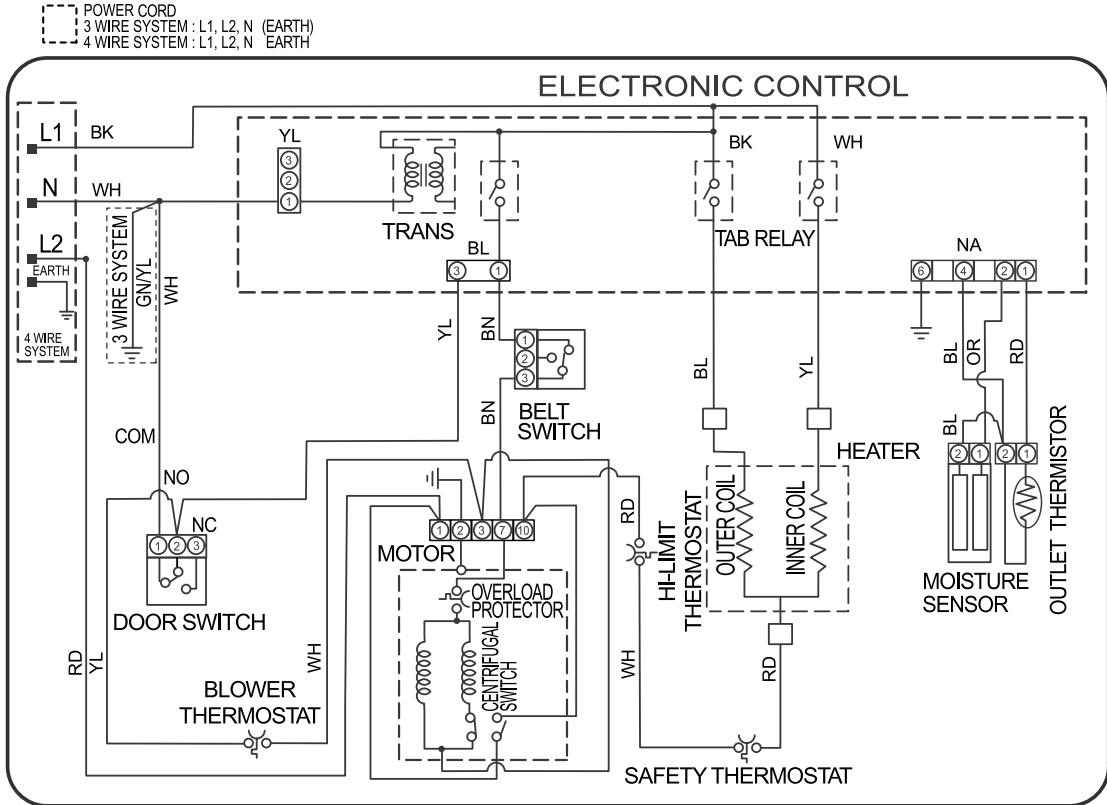 POWER CORD
3 WIRE SYSTEM : L1, L2, N (EARTH)
4 WIRE SYSTEM : L1, L2, N EARTH
ELECTRONIC CONTROL
L1
BK
N
WH
L2
EARTH
4 WIRE
SYSTEM
3 WIRE SYSTEM
GN/YL
WH
YL
3
2
1
TRANS
BL
3
1
BK
WH
TAB RELAY
NA
6
4
2
1
YL
BN
1
2
3
BELT
SWITCH
BN
BL
YL
BL
OR
RD
COM
NO
NC
1
2
3
DOOR SWITCH
RD
YL
BLOWER
THERMOSTAT
WH
MOTOR
1
2
3
7
10
OVERLOAD
PROTECTOR
CENTRIFUGAL
SWITCH
RD
HI-LIMIT
THERMOSTAT
WH
HEATER
OUTER COIL
INNER COIL
RD
SAFETY THERMOSTAT
BL
2
1
2
1
MOISTURE
SENSOR
OUTLET THERMISTOR